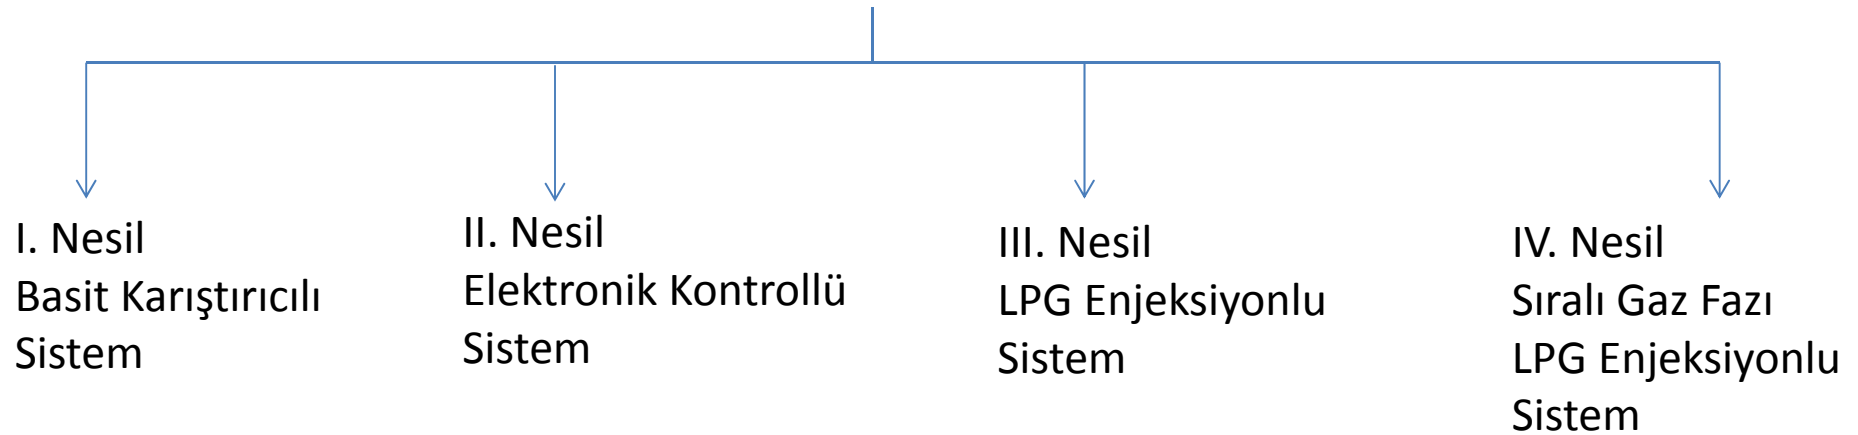 I. Nesil
Basit Karıştırıcılı
Sistem
II. Nesil
Elektronik Kontrollü
Sistem
III. Nesil
LPG Enjeksiyonlu
Sistem
IV. Nesil
Sıralı Gaz Fazı
LPG Enjeksiyonlu
Sistem